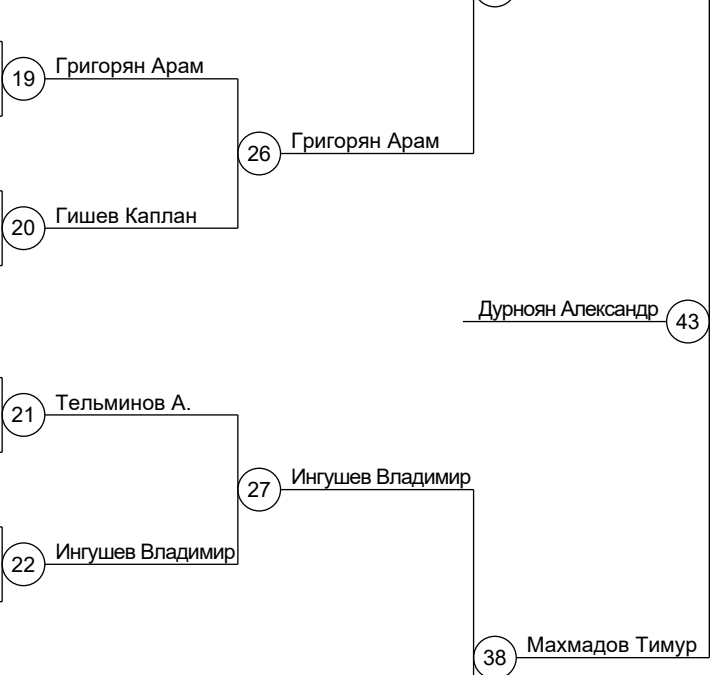 19 Григорян Арам
26 Григорян Арам
20 Гишев Каплан
Дурноян Александр 43
21 Тельминов А.
27 Ингушев Владимир
22 Ингушев Владимир
38 Махмадов Тимур